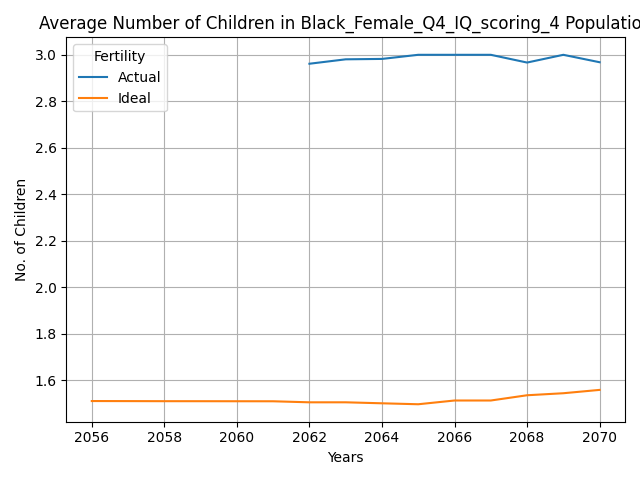 Average Number of Children in Black_Female_Q4_IQ_scoring_4 Populatio
Fertility
Actual
Ideal
3.0
2.8
2.6
2.4
2.2
2.0
1.8
1.6
No. of Children
2056 2058 2060 2062 2064 2066 2068 2070
Years